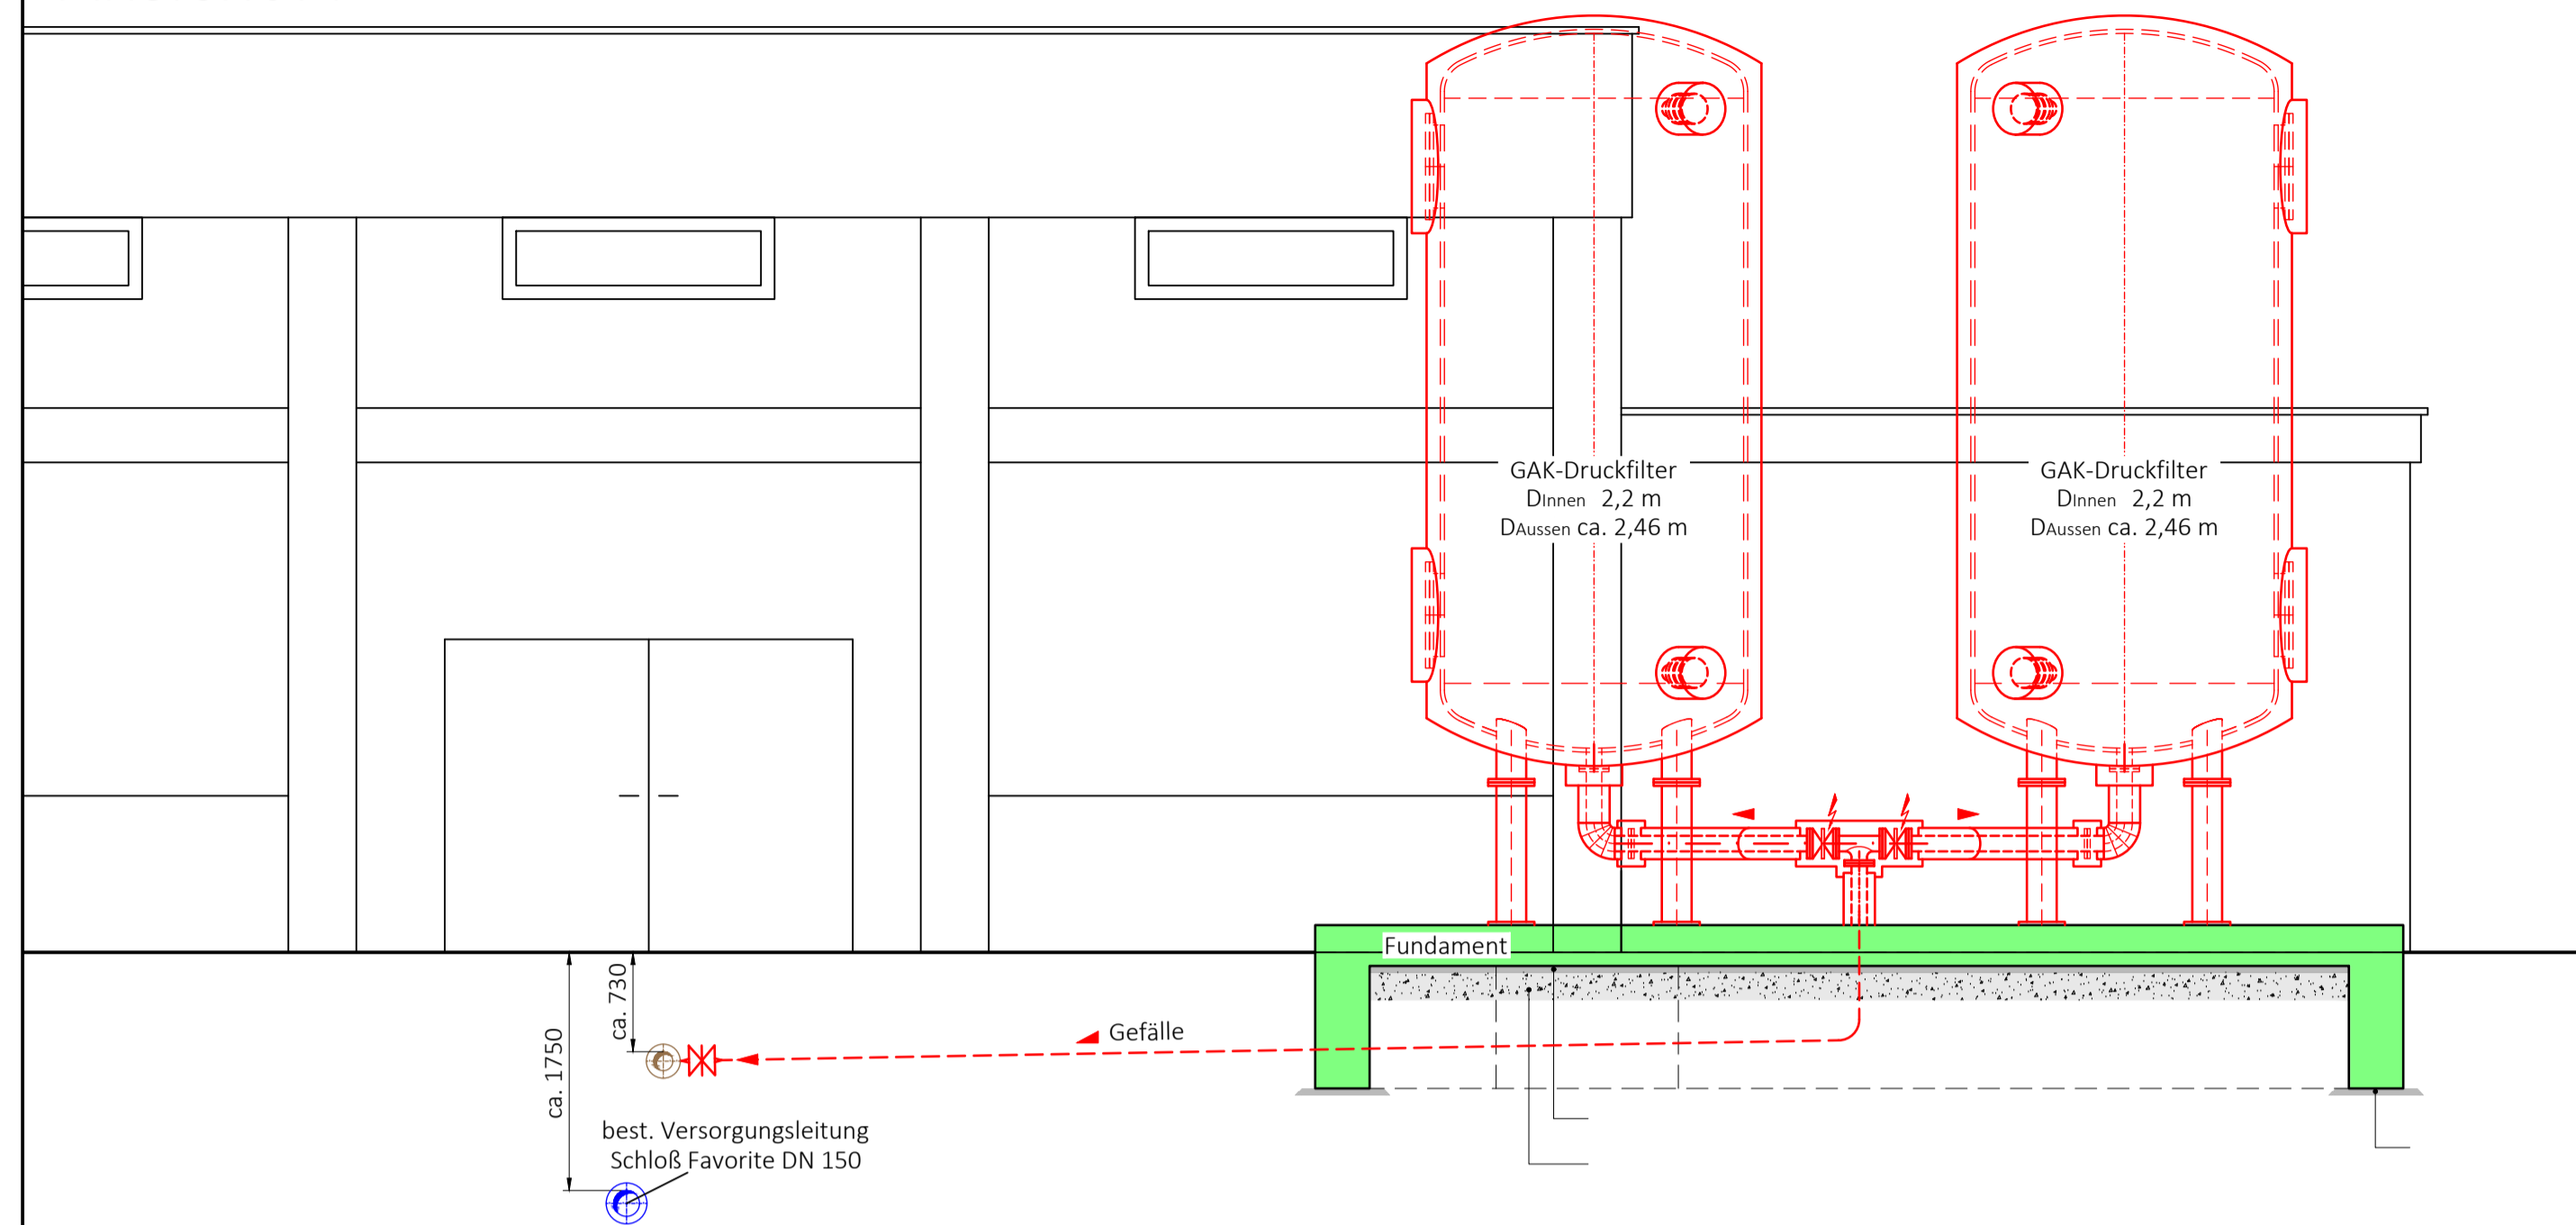 GAK-Druckfilter
DInnen 2,2 m
DAussen ca. 2,46 m
GAK-Druckfilter
DInnen 2,2 m
DAussen ca. 2,46 m
Fundament
ca. 730
Gefälle
ca. 1750
best. Versorgungsleitung
Schloß Favorite DN 150